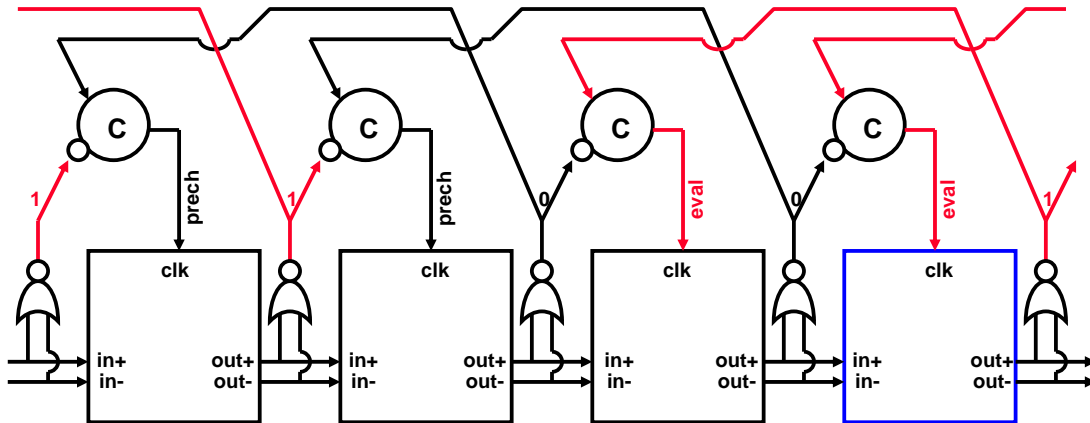 C
C
C
C
1
prech
1
prech
0
eval
0
eval
1
clk
clk
clk
clk
in+
out+
in+
out+
in+
out+
in+
out+
in-
out-
in-
out-
in-
out-
in-
out-